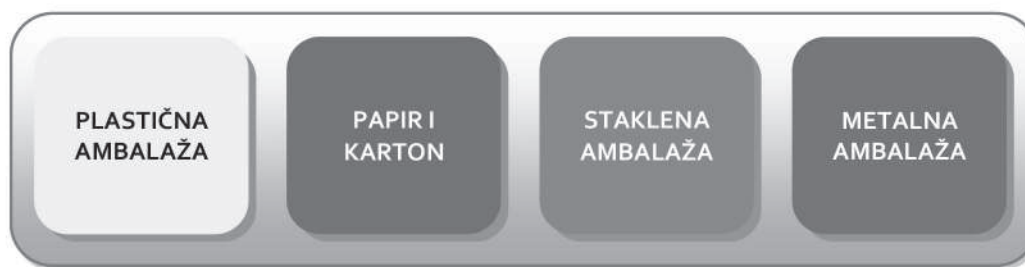 PLASTIČNA
AMBALAŽA
PAPIR I
KARTON
STAKLENA
AMBALAŽA
METALNA
AMBALAŽA